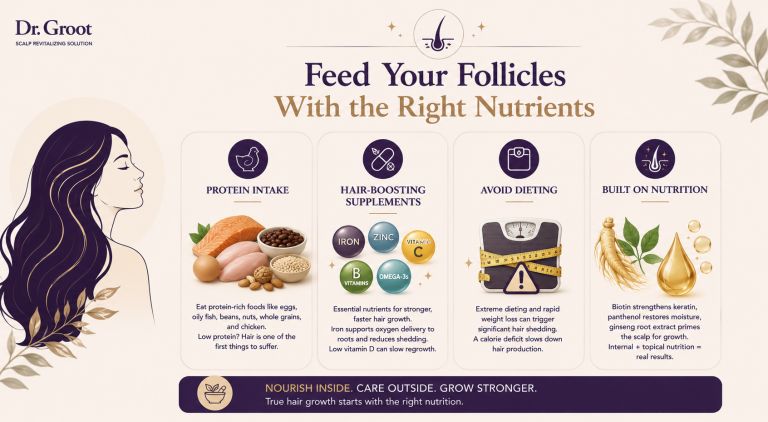 Dr. Groot
SCALP REVITALIZING SOLUTION
Feed Your Follicles
With the Right Nutrients
PROTEIN INTAKE
Eat protein-rich foods like eggs,
oily fish, beans, nuts, whole grains,
and chicken.
Low protein? Hair is one of the
first things to suffer.
HAIR-BOOSTING
SUPPLEMENTS
IRON
ZINC
VITAMIN
C
B
VITAMINS
OMEGA-3s
Essential nutrients for stronger,
faster hair growth.
Iron supports oxygen delivery to
roots and reduces shedding.
Low vitamin D can slow regrowth.
AVOID DIETING
Extreme dieting and rapid
weight loss can trigger
significant hair shedding.
A calorie deficit slows down
hair production.
BUILT ON NUTRITION
Biotin strengthens keratin,
panthenol restores moisture,
ginseng root extract primes
the scalp for growth.
Internal + topical nutrition =
real results.
NOURISH INSIDE. CARE OUTSIDE. GROW STRONGER.
True hair growth starts with the right nutrition.